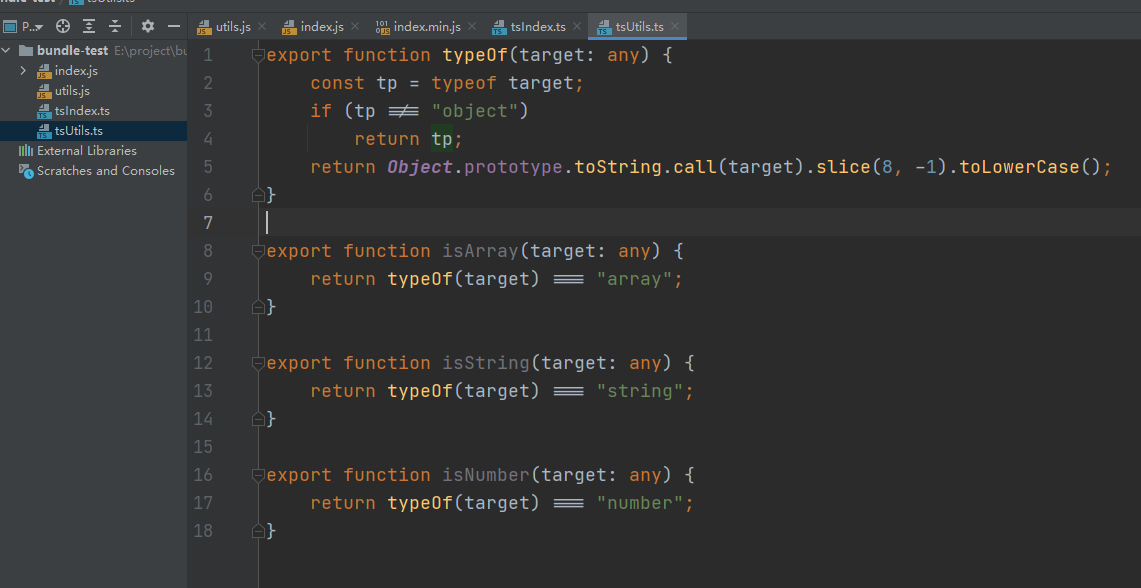 tsUtils.ts
P...
utils.js
index.js
index.min.js
tsIndex.ts
tsUtils.ts
bundle-test E:\project\bu
index.js
utils.js
tsIndex.ts
tsUtils.ts
External Libraries
Scratches and Consoles
1 export function typeOf(target: any) {
2 const tp = typeof target;
3 if (tp !== "object")
4 return tp;
5 return Object.prototype.toString.call(target).slice(8, -1).toLowerCase();
6 }
7
8 export function isArray(target: any) {
9 return typeOf(target) === "array";
10 }
11
12 export function isString(target: any) {
13 return typeOf(target) === "string";
14 }
15
16 export function isNumber(target: any) {
17 return typeOf(target) === "number";
18 }